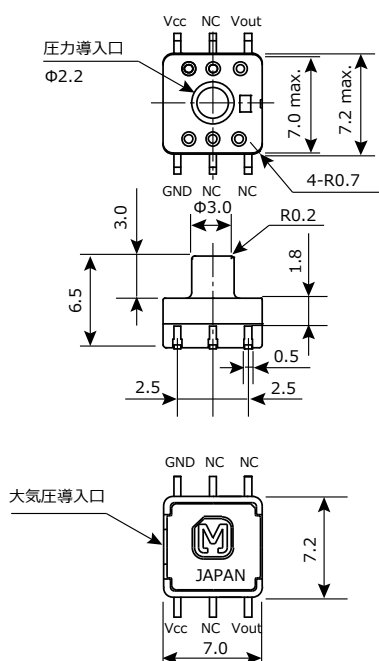 Vcc NC Vout
圧力導入口
Φ2.2
7.0 max.
7.2 max.
4-R0.7
GND NC NC
Φ3.0
R0.2
3.0
6.5
1.8
0.5
2.5 2.5
GND NC NC
大気圧導入口
M
JAPAN
7.2
Vcc NC Vout
7.0